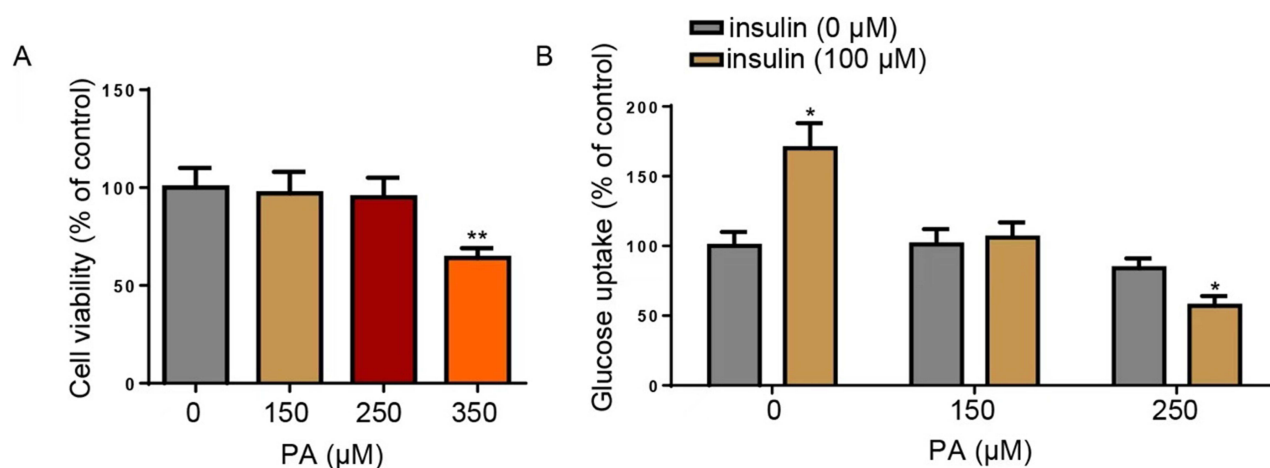 A
Cell viability (% of control)
150
100
50
0
0 150 250 350
**
PA (μM)
B
insulin (0 μM)
insulin (100 μM)
Glucose uptake (% of control)
200
150
100
50
0
*
*
0 150 250
PA (μM)